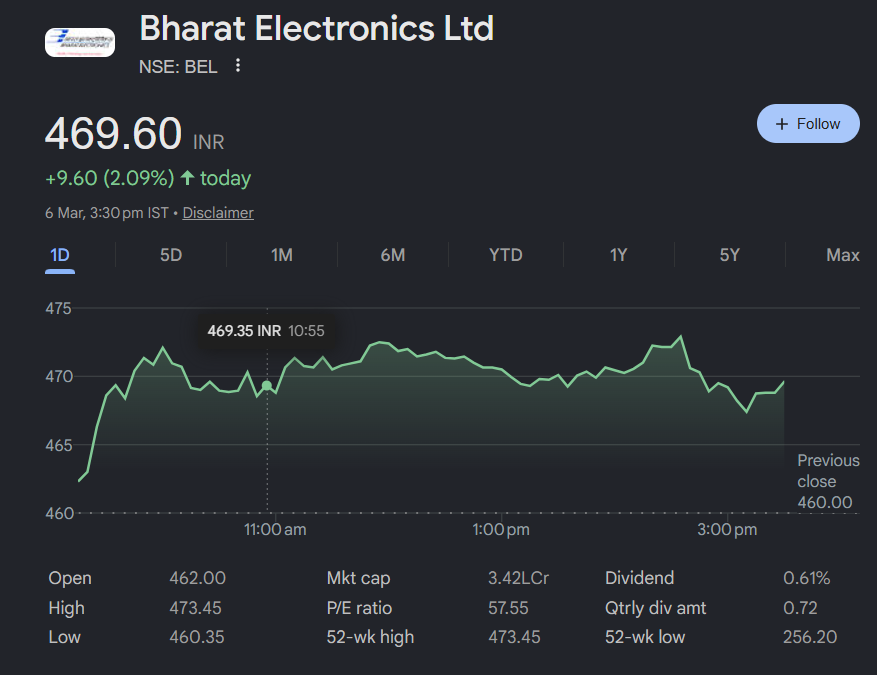 Bharat Electronics Ltd
NSE: BEL
469.60 INR
+ Follow
+9.60 (2.09%) ↑ today
6 Mar, 3:30 pm IST • Disclaimer
1D 5D 1M 6M YTD 1Y 5Y Max
475
469.35 INR 10:55
470
465
Previous
close
460.00
460
11:00 am 1:00 pm 3:00 pm
Open 462.00 Mkt cap 3.42LCr Dividend 0.61%
High 473.45 P/E ratio 57.55 Qtrly div amt 0.72
Low 460.35 52-wk high 473.45 52-wk low 256.20